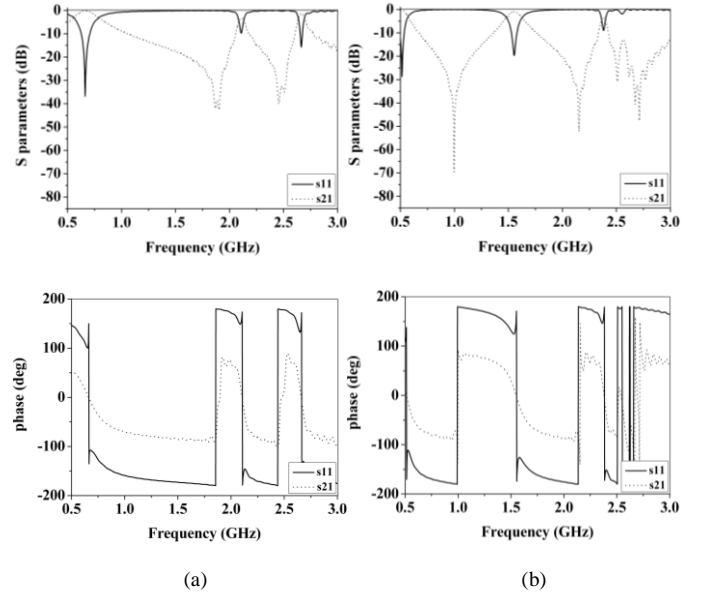 0
-10
-20
-30
-40
-50
-60
-70
-80
S parameters (dB)
s11
s21
0.5 1.0 1.5 2.0 2.5 3.0
Frequency (GHz)
0
-10
-20
-30
-40
-50
-60
-70
-80
S parameters (dB)
s11
s21
0.5 1.0 1.5 2.0 2.5 3.0
Frequency (GHz)
200
100
0
-100
-200
phase (deg)
s11
s21
0.5 1.0 1.5 2.0 2.5 3.0
Frequency (GHz)
200
100
0
-100
-200
phase (deg)
s11
s21
0.5 1.0 1.5 2.0 2.5 3.0
Frequency (GHz)
(a) (b)